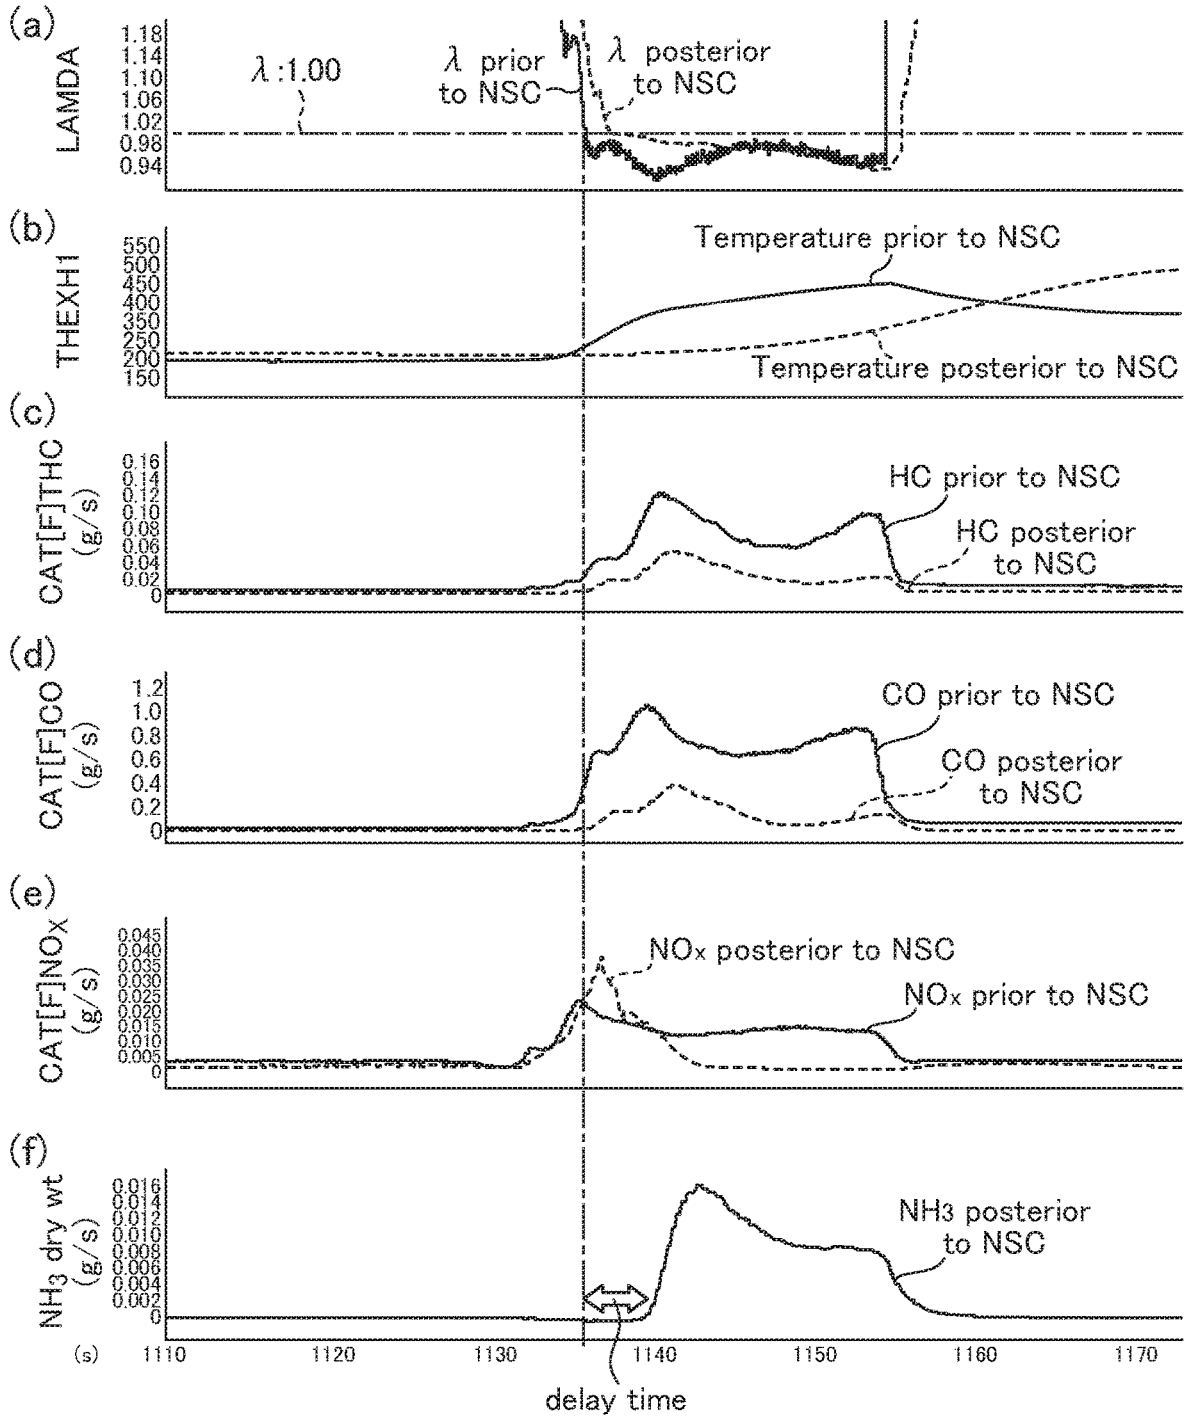 (a)
LAMDA
1.18
1.14
1.10
1.06
1.02
0.98
0.94
λ:1.00
λ prior
to NSC
λ posterior
to NSC
(b)
THEXH1
550
500
450
400
350
250
200
150
Temperature prior to NSC
Temperature posterior to NSC
(c)
CAT[F]THC
(g/s)
0.16
0.14
0.12
0.10
0.08
0.06
0.04
0.02
0
HC prior to NSC
HC posterior
to NSC
(d)
CAT[F]CO
(g/s)
1.2
1.0
0.8
0.6
0.4
0.2
0
CO prior to NSC
CO posterior
to NSC
(e)
CAT[F]NOX
(g/s)
0.045
0.040
0.035
0.030
0.025
0.020
0.015
0.010
0.005
0
NOx posterior to NSC
NOx prior to NSC
(f)
NH3 dry wt
(g/s)
0.016
0.014
0.012
0.010
0.008
0.006
0.004
0.002
0
NH3 posterior
to NSC
(s) 1110 1120 1130 1140 1150 1160 1170
delay time